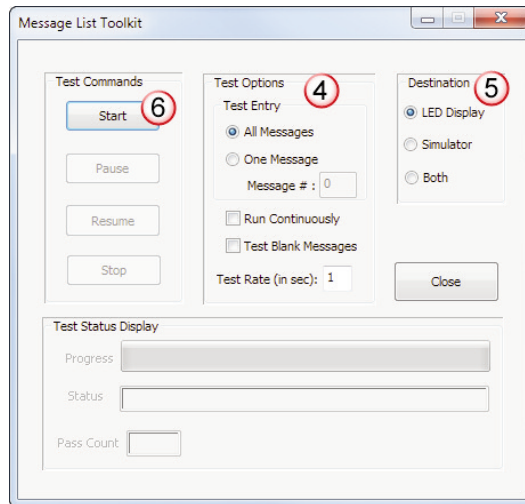 Message List Toolkit
Test Commands
Start
6
Pause
Resume
Stop
Test Options
4
Test Entry
All Messages
One Message
Message # : 0
Run Continuously
Test Blank Messages
Test Rate (in sec): 1
Destination
5
LED Display
Simulator
Both
Close
Test Status Display
Progress
Status
Pass Count